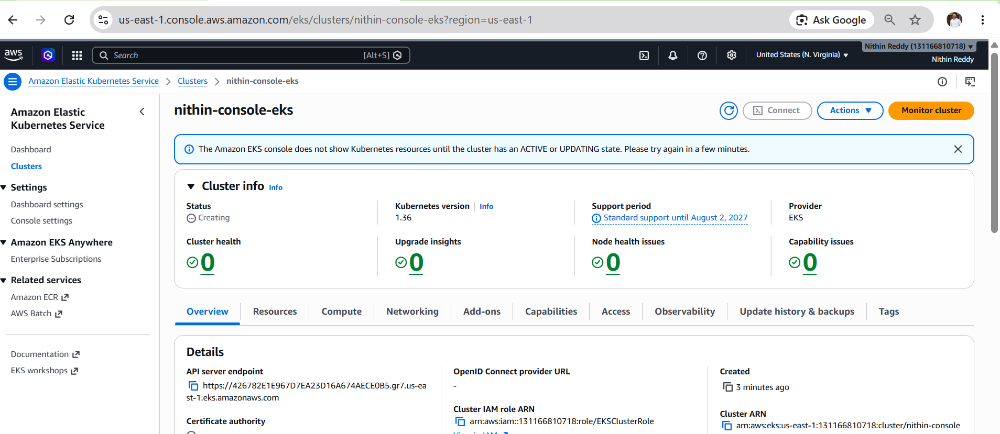 us-east-1.console.aws.amazon.com/eks/clusters/nithin-console-eks?region=us-east-1
Ask Google
aws
Search
[Alt+S]
United States (N. Virginia)
Nithin Reddy (131166810718)
Nithin Reddy
Amazon Elastic Kubernetes Service
Clusters
nithin-console-eks
Amazon Elastic
Kubernetes Service
Dashboard
Clusters
Settings
Dashboard settings
Console settings
Amazon EKS Anywhere
Enterprise Subscriptions
Related services
Amazon ECR
AWS Batch
Documentation
EKS workshops
nithin-console-eks
Connect
Actions
Monitor cluster
The Amazon EKS console does not show Kubernetes resources until the cluster has an ACTIVE or UPDATING state. Please try again in a few minutes.
Cluster info Info
Status
Creating
Kubernetes version Info
1.36
Support period
Standard support until August 2, 2027
Provider
EKS
Cluster health
0
Upgrade insights
0
Node health issues
0
Capability issues
0
Overview
Resources
Compute
Networking
Add-ons
Capabilities
Access
Observability
Update history & backups
Tags
Details
API server endpoint
https://426782E1E967D7EA23D16A674AECE0B5.gr7.us-ea
st-1.eks.amazonaws.com
Certificate authority
OpenID Connect provider URL
-
Cluster IAM role ARN
arn:aws:iam::131166810718:role/EKSClusterRole
Created
3 minutes ago
Cluster ARN
arn:aws:eks:us-east-1:131166810718:cluster/nithin-console